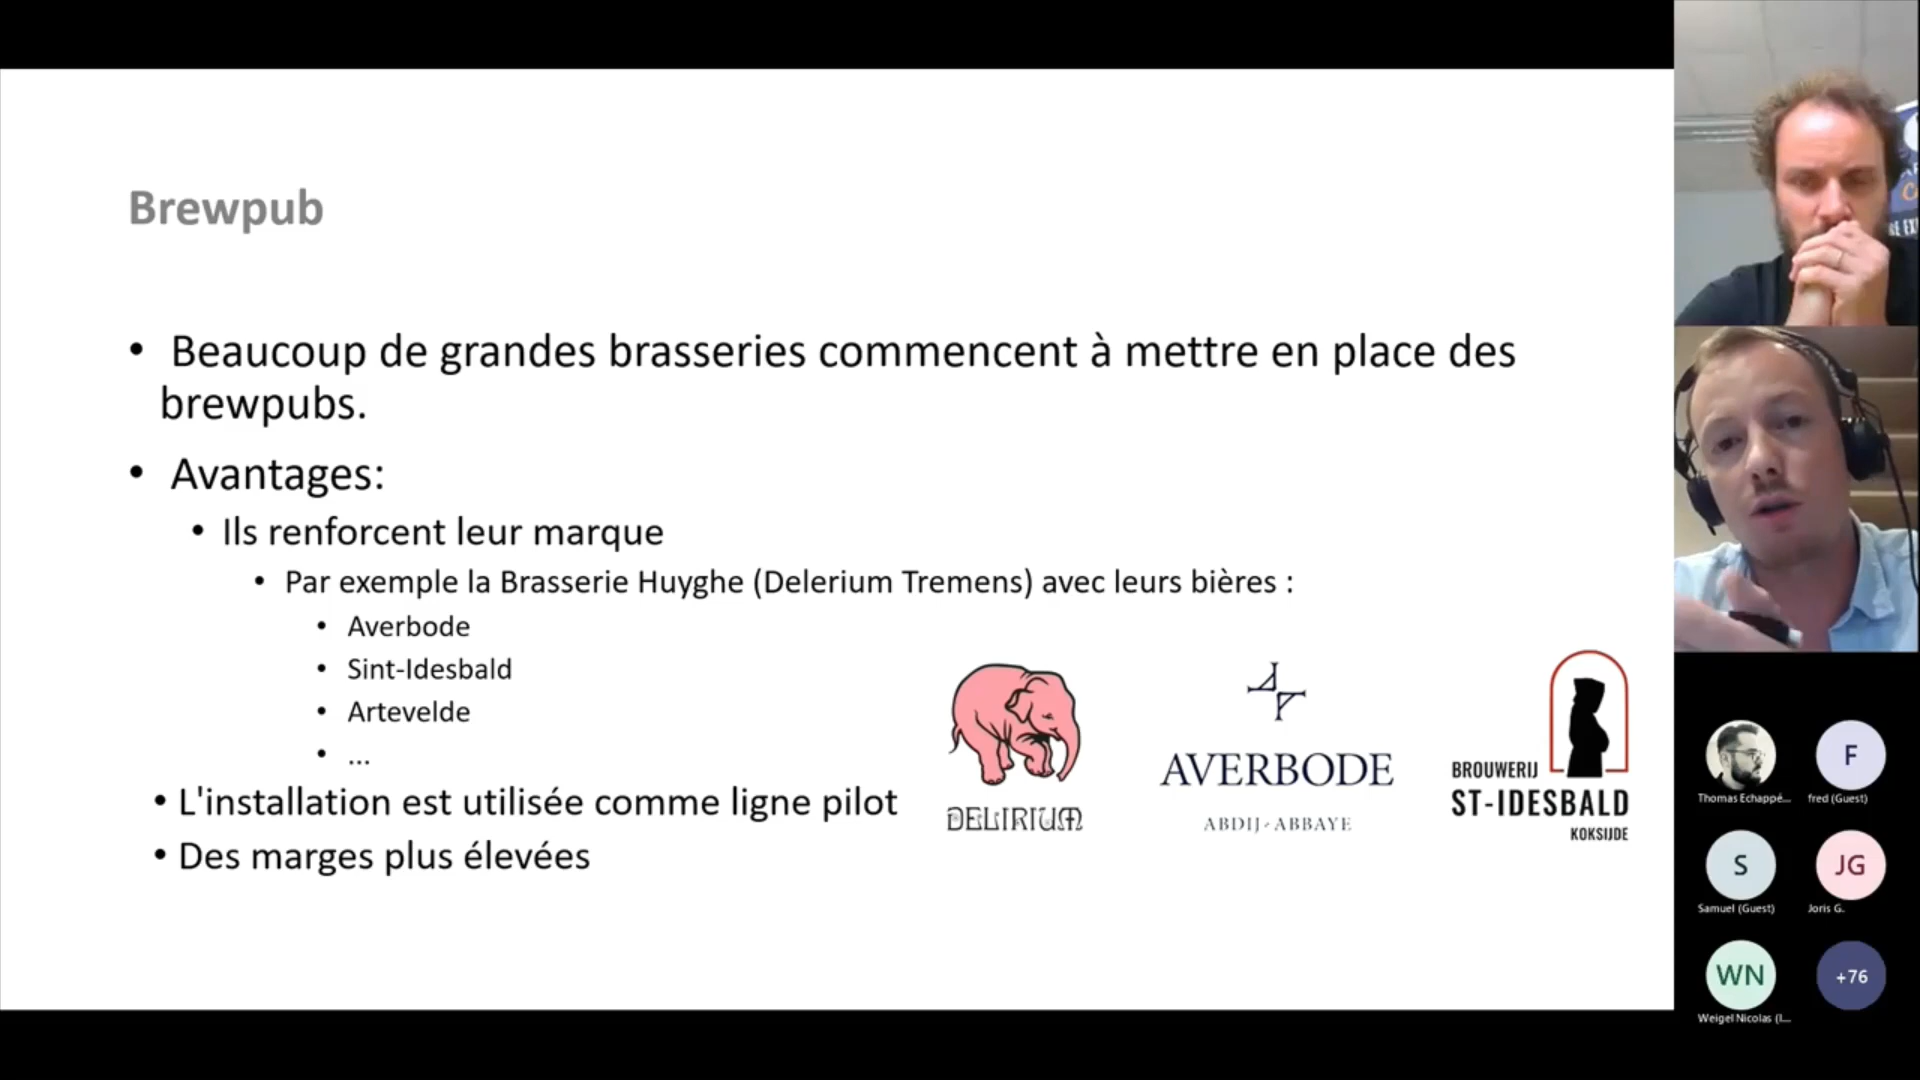 Brewpub
• Beaucoup de grandes brasseries commencent à mettre en place des
brewpubs.
• Avantages:
• Ils renforcent leur marque
• Par exemple la Brasserie Huyghe (Delerium Tremens) avec leurs bières :
• Averbode
• Sint-Idesbald
• Artevelde
• ...
• L'installation est utilisée comme ligne pilot
• Des marges plus élevées
DELIRIUM
AVERBODE
ABDIJ-ABBAYE
BROUWERIJ
ST-IDESBALD
KOKSIJDE
Thomas Echappé...
F
fred (Guest)
S
Samuel (Guest)
JG
Joris G.
WN
Weigel Nicolas (I...
+76